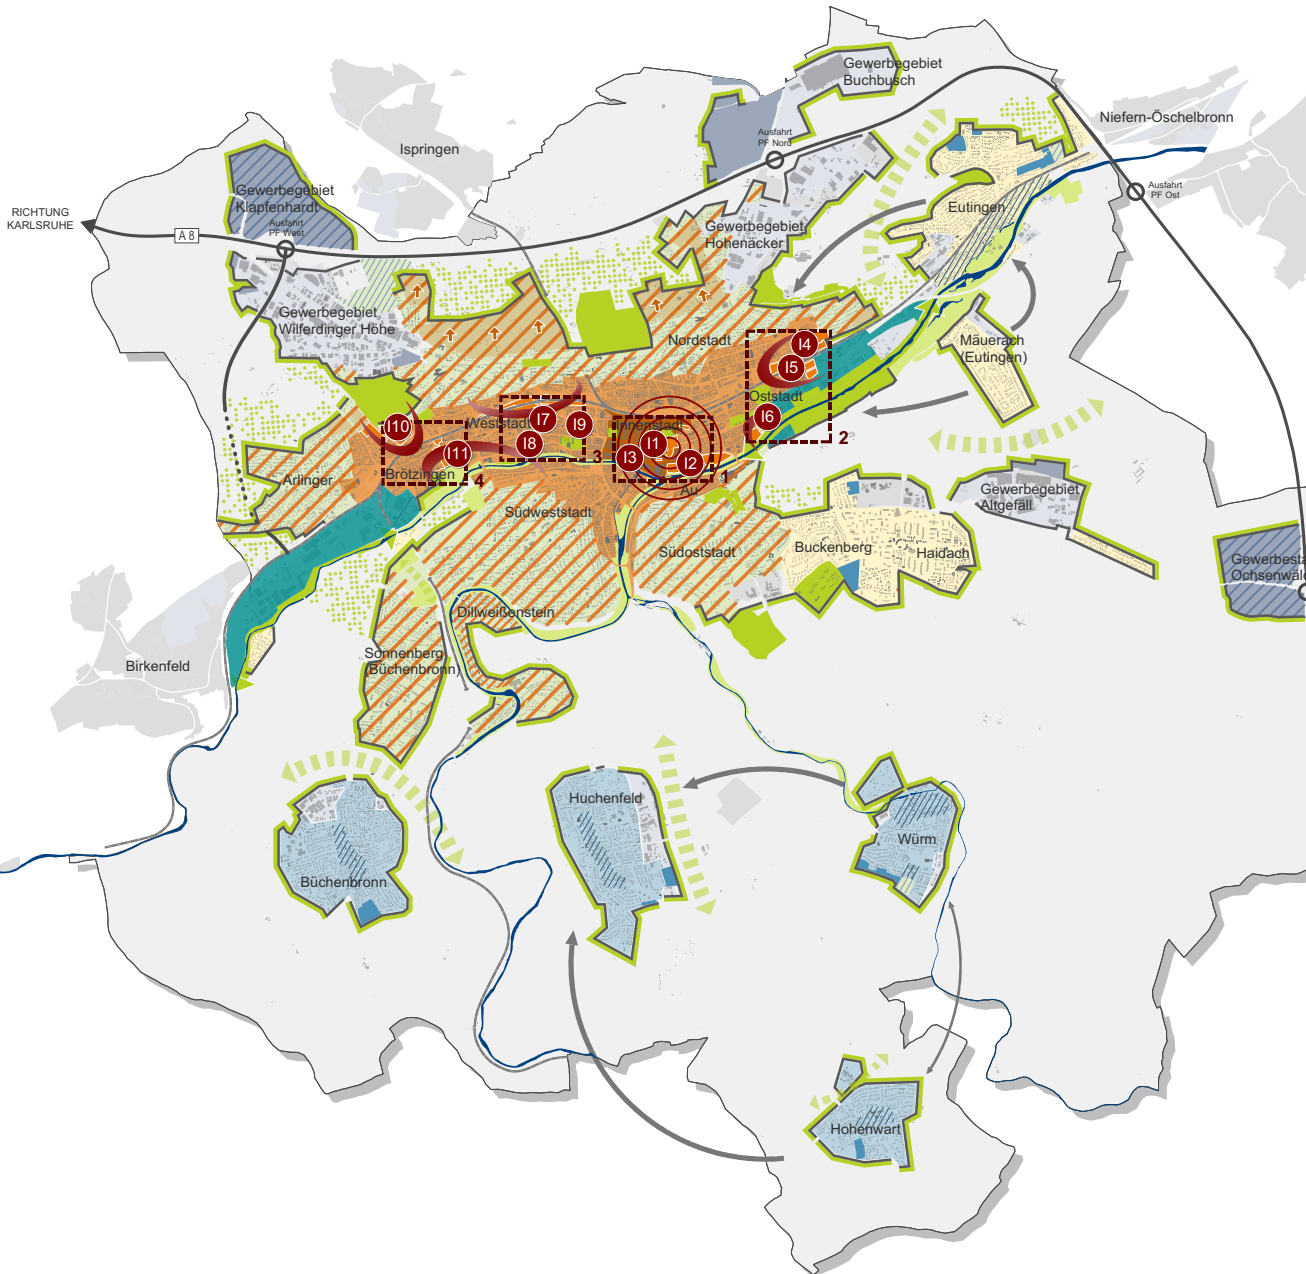 Gewerbegebiet
Buchbusch
Niefern-Öschelbronn
Ausfahrt
PF Nord
Ispringen
Ausfahrt
PF Ost
Gewerbegebiet
Klapfenhardt
Ausfahrt
PF West
RICHTUNG
KARLSRUHE
A 8
Eutingen
Gewerbegebiet
Hohenäcker
Gewerbegebiet
Wilferdinger Höhe
Nordstadt
Mäuerach
(Eutingen)
I4
I5
Oststadt
I6
2
I10
Weststadt
I7
I9
I8
3
Innenstadt
I1
I3
I2
1
Au
I11
Brötzingen
4
Arlinger
Südweststadt
Südoststadt
Buckenberg
Haidach
Gewerbegebiet
Altgefäll
Gewerbesta
Ochsenwäld
Dillweißenstein
Sonnenberg
(Büchenbronn)
Birkenfeld
Huchenfeld
Würm
Büchenbronn
Hohenwart